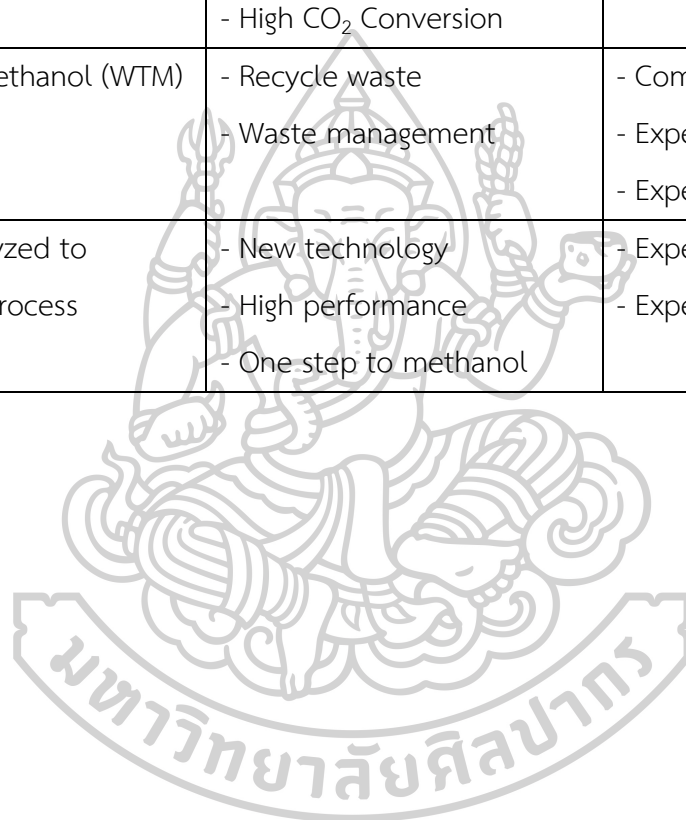 - High CO₂ Conversion
ethanol (WTM) - Recycle waste - Com
- Waste management - Expe
- Expe
yzed to - New technology - Expe
rocess - High performance - Expe
- One step to methanol
มหาวิทยาลัยศิลปากร